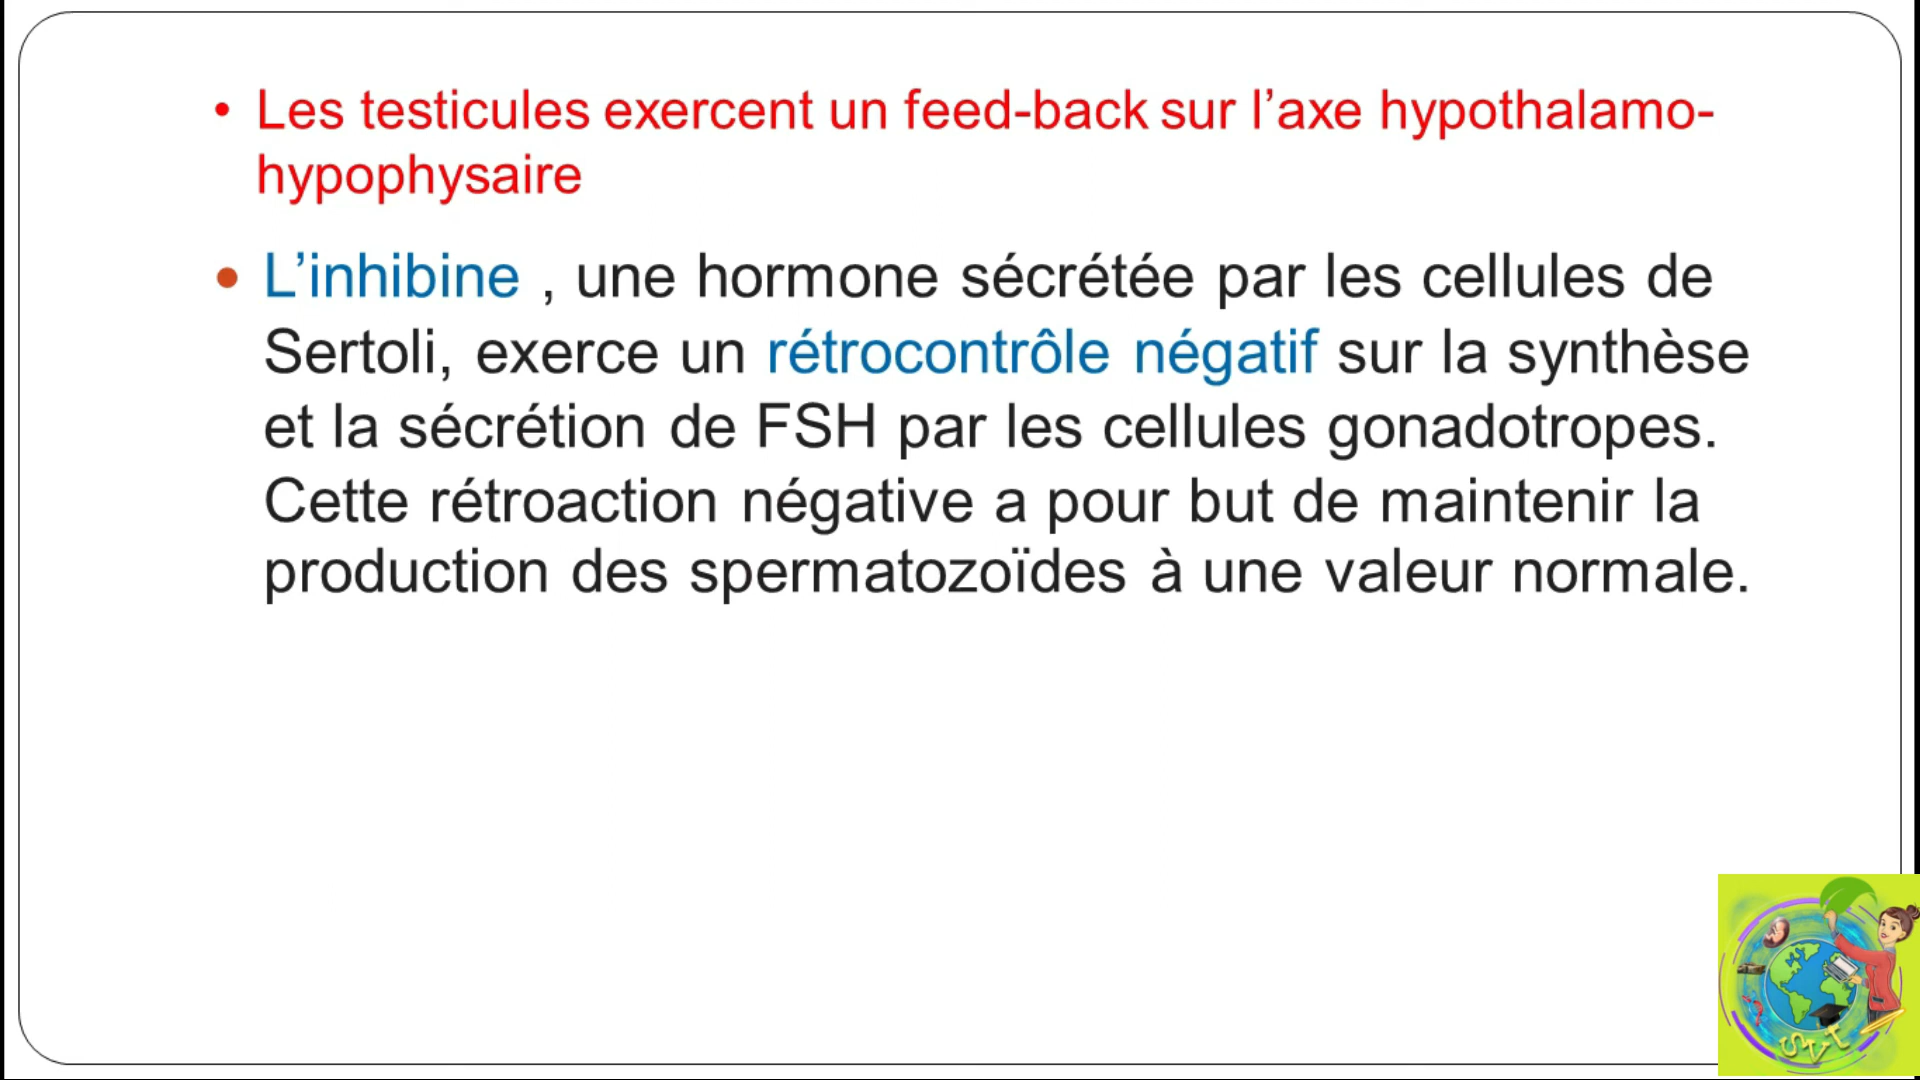 • Les testicules exercent un feed-back sur l’axe hypothalamo-
hypophysaire
• L’inhibine , une hormone sécrétée par les cellules de
Sertoli, exerce un rétrocontrôle négatif sur la synthèse
et la sécrétion de FSH par les cellules gonadotropes.
Cette rétroaction négative a pour but de maintenir la
production des spermatozoïdes à une valeur normale.
SVT